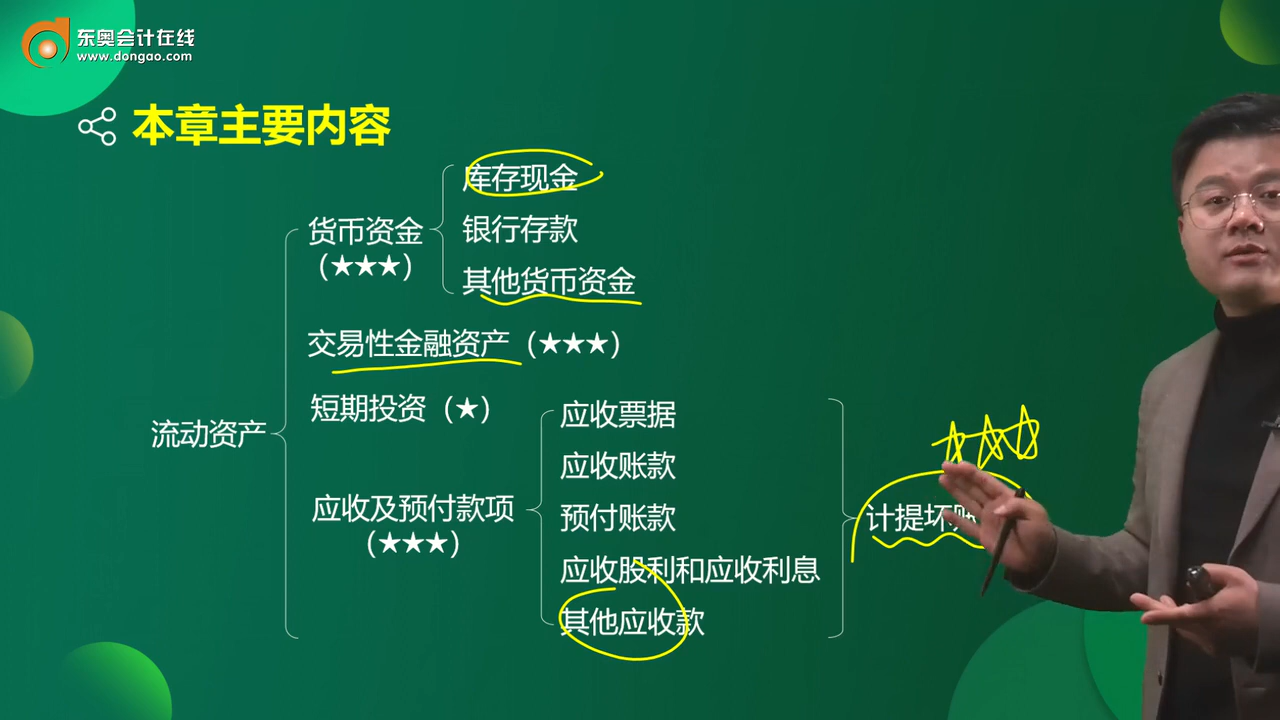 东奥会计在线
www.dongao.com
本章主要内容
库存现金
货币资金
银行存款
(★★★)
其他货币资金
交易性金融资产（★★★）
短期投资（★）
应收票据
流动资产
应收账款
应收及预付款项
预付账款
计提坏账
(★★★)
应收股利和应收利息
其他应收款